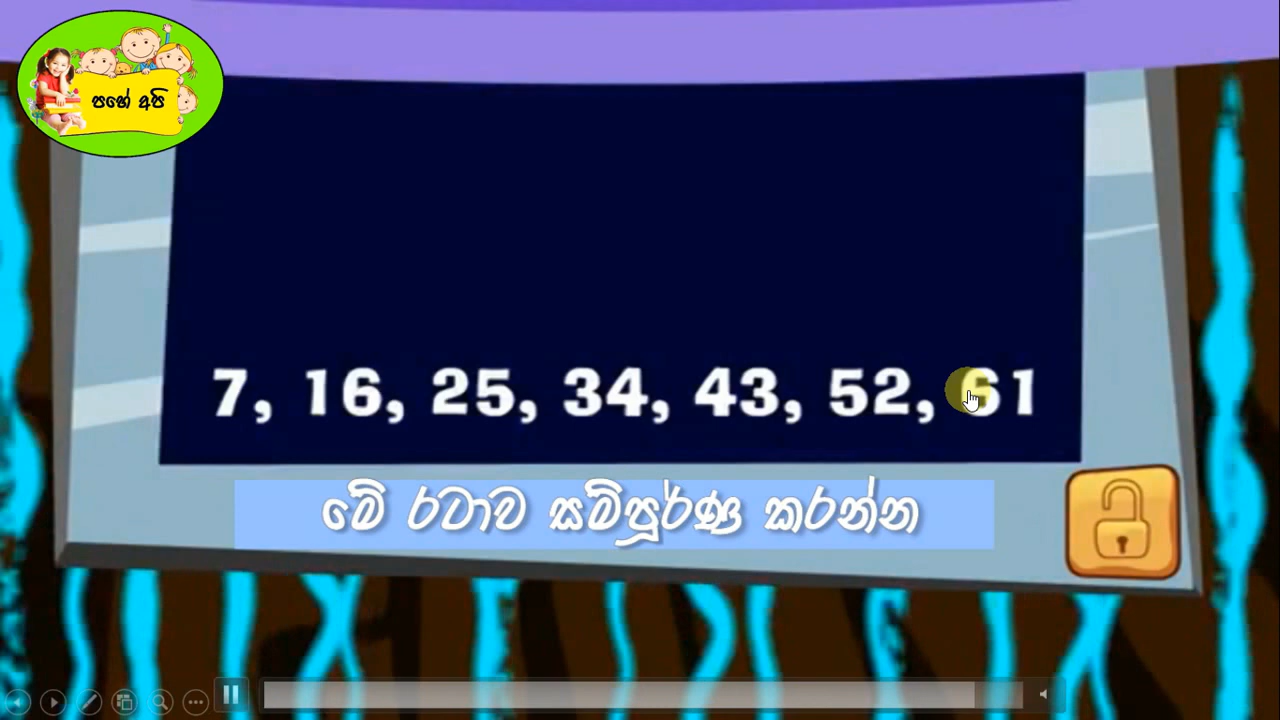 පහේ අපි
7, 16, 25, 34, 43, 52, 61
මේ රටාව සම්පූර්ණ කරන්න